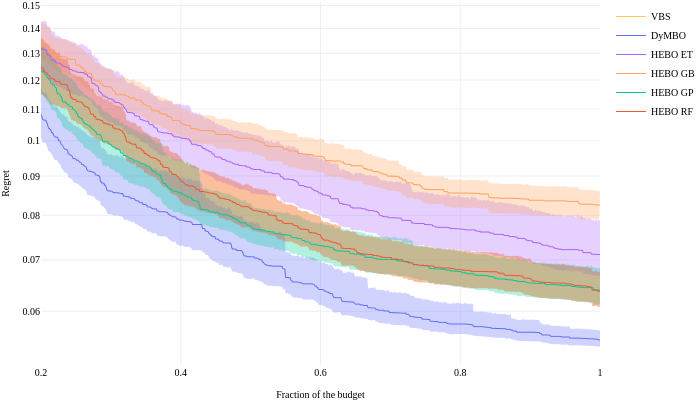 0.15
0.14
0.13
0.12
0.11
0.1
0.09
0.08
0.07
0.06
Regret
0.2
0.4
0.6
0.8
1
Fraction of the budget
VBS
DyMBO
HEBO ET
HEBO GB
HEBO GP
HEBO RF